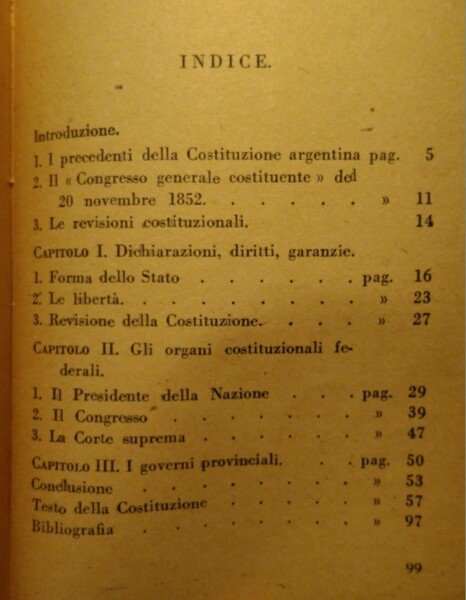 INDICE.
Introduzione.
1. I precedenti della Costituzione argentina pag. 5
2. Il « Congresso generale costituente » del
20 novembre 1852. . . . . . » 11
3. Le revisioni costituzionali. 14
CAPITOLO I. Dichiarazioni, diritti, garanzie.
1. Forma dello Stato . . . . . pag. 16
2. Le libertà. . . . . . . . » 23
3. Revisione della Costituzione. . . . . » 27
CAPITOLO II. Gli organi costituzionali fe-
derali.
1. Il Presidente della Nazione . . . pag. 29
2. Il Congresso . . . . . . . » 39
3. La Corte suprema . . . . . . » 47
CAPITOLO III. I governi provinciali. . . pag. 50
Conclusione . . . . . . . » 53
Testo della Costituzione . . . . . » 57
Bibliografia . . . . . . . » 97
99